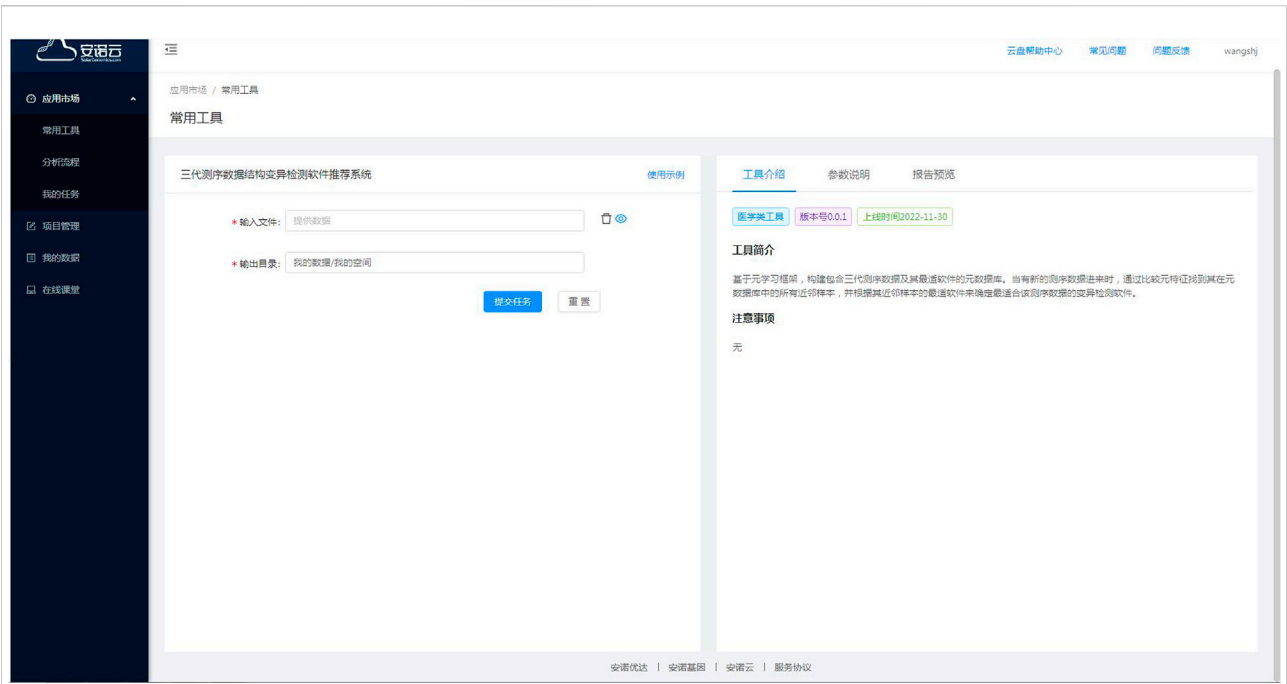 安诺云
云盘帮助中心 常见问题 问题反馈 wangshj
应用市场
常用工具
分析流程
我的任务
项目管理
我的数据
在线课堂
应用市场 / 常用工具
常用工具
三代测序数据结构变异检测软件推荐系统 使用示例
*输入文件: 提供数据
*输出目录: 我的数据/我的空间
提交任务 重置
工具介绍 参数说明 报告预览
医学类工具 版本号0.0.1 上线时间2022-11-30
工具简介
基于元学习框架，构建包含三代测序数据及其最适软件的元数据库。当有新的测序数据进来时，通过比较元特征找到其在元
数据库中的所有近邻样本，并根据其近邻样本的最适软件来确定最适合该测序数据的变异检测软件。
注意事项
无
安诺优达 | 安诺基因 | 安诺云 | 服务协议